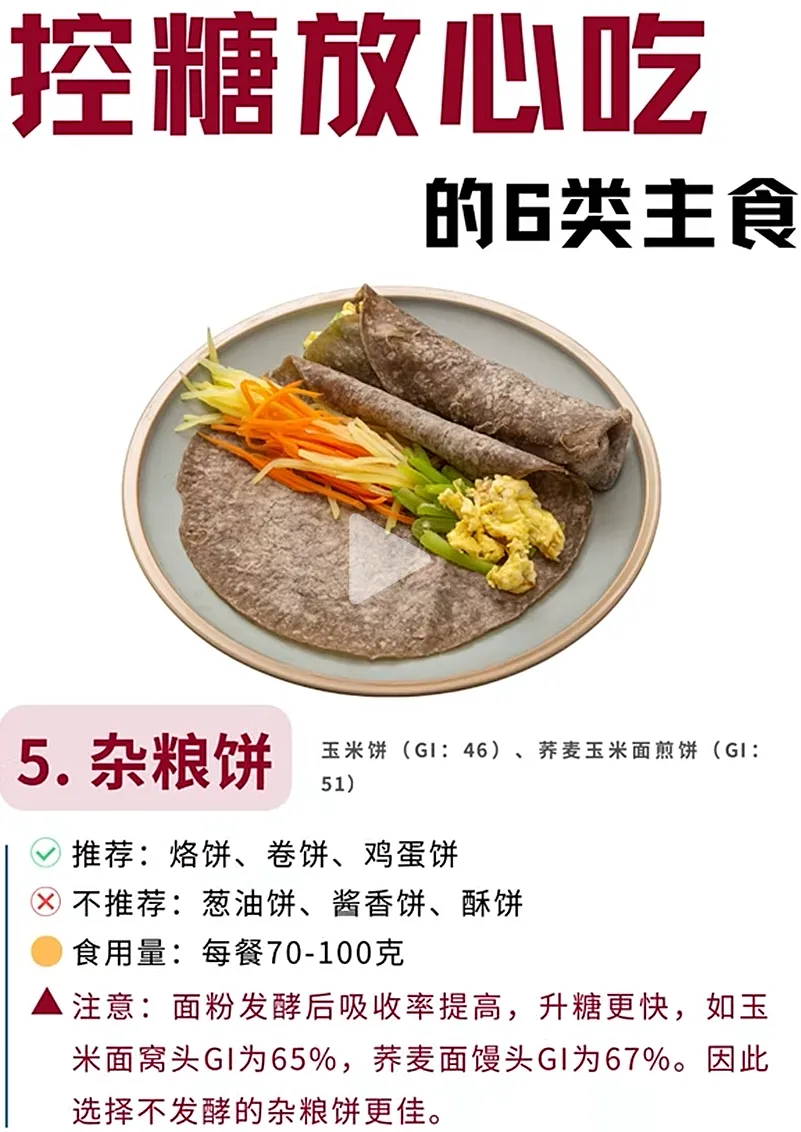 控糖放心吃
的6类主食
5. 杂粮饼
玉米饼（GI：46）、荞麦玉米面煎饼（GI：
51）
推荐：烙饼、卷饼、鸡蛋饼
不推荐：葱油饼、酱香饼、酥饼
食用量：每餐70-100克
注意：面粉发酵后吸收率提高，升糖更快，如玉
米面窝头GI为65%，荞麦面馒头GI为67%。因此
选择不发酵的杂粮饼更佳。